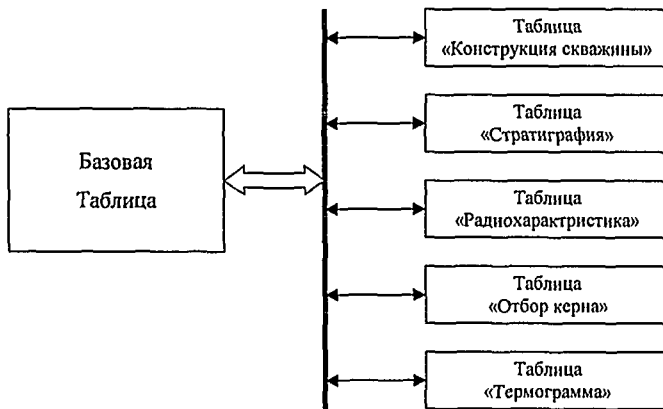 Базовая
Таблица
Таблица
«Конструкция скважины»
Таблица
«Стратиграфия»
Таблица
«Радиохарактристика»
Таблица
«Отбор керна»
Таблица
«Термограмма»